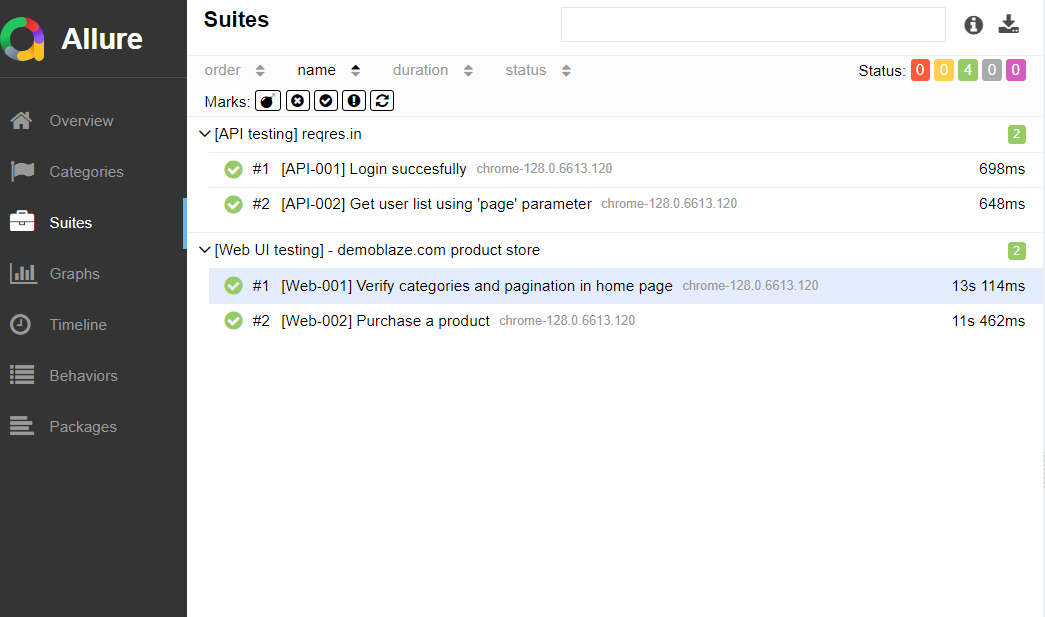 Allure
Overview
Categories
Suites
Graphs
Timeline
Behaviors
Packages
Suites
order name duration status Status: 0 0 4 0 0
Marks:
[API testing] reqres.in 2
#1 [API-001] Login succesfully chrome-128.0.6613.120 698ms
#2 [API-002] Get user list using 'page' parameter chrome-128.0.6613.120 648ms
[Web UI testing] - demoblaze.com product store 2
#1 [Web-001] Verify categories and pagination in home page chrome-128.0.6613.120 13s 114ms
#2 [Web-002] Purchase a product chrome-128.0.6613.120 11s 462ms